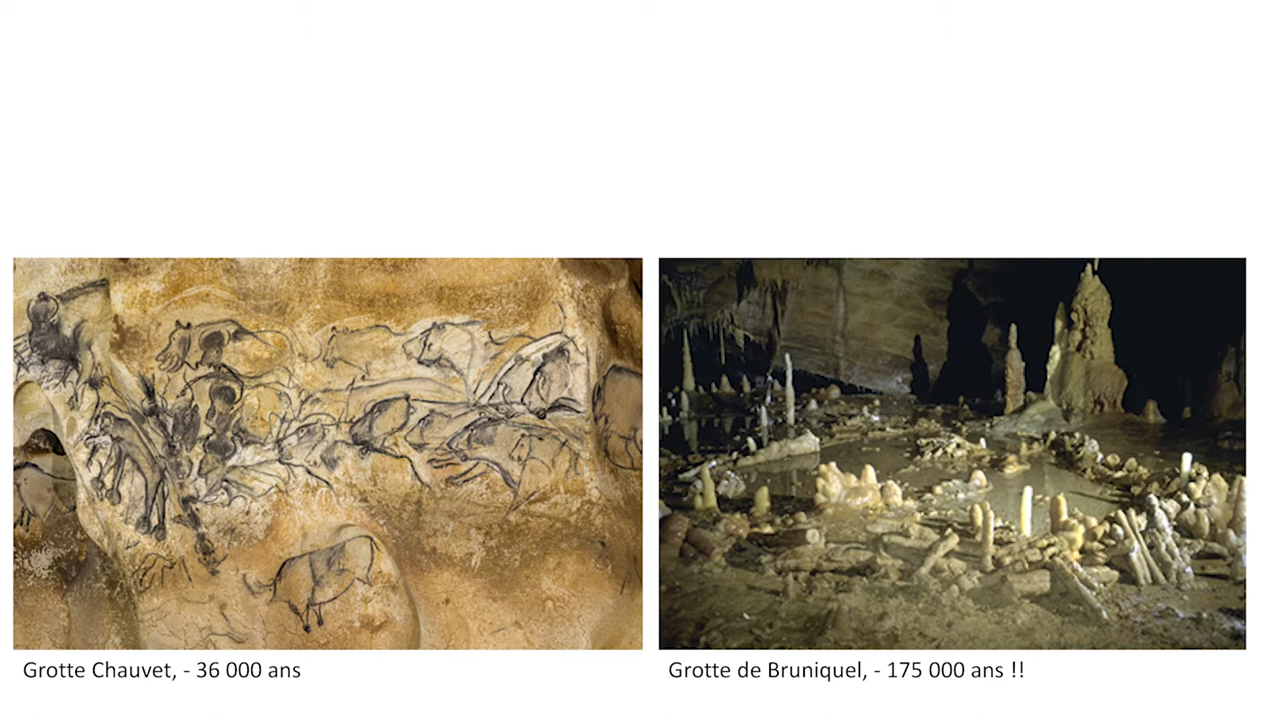 Grotte Chauvet, - 36 000 ans
Grotte de Bruniquel, - 175 000 ans !!